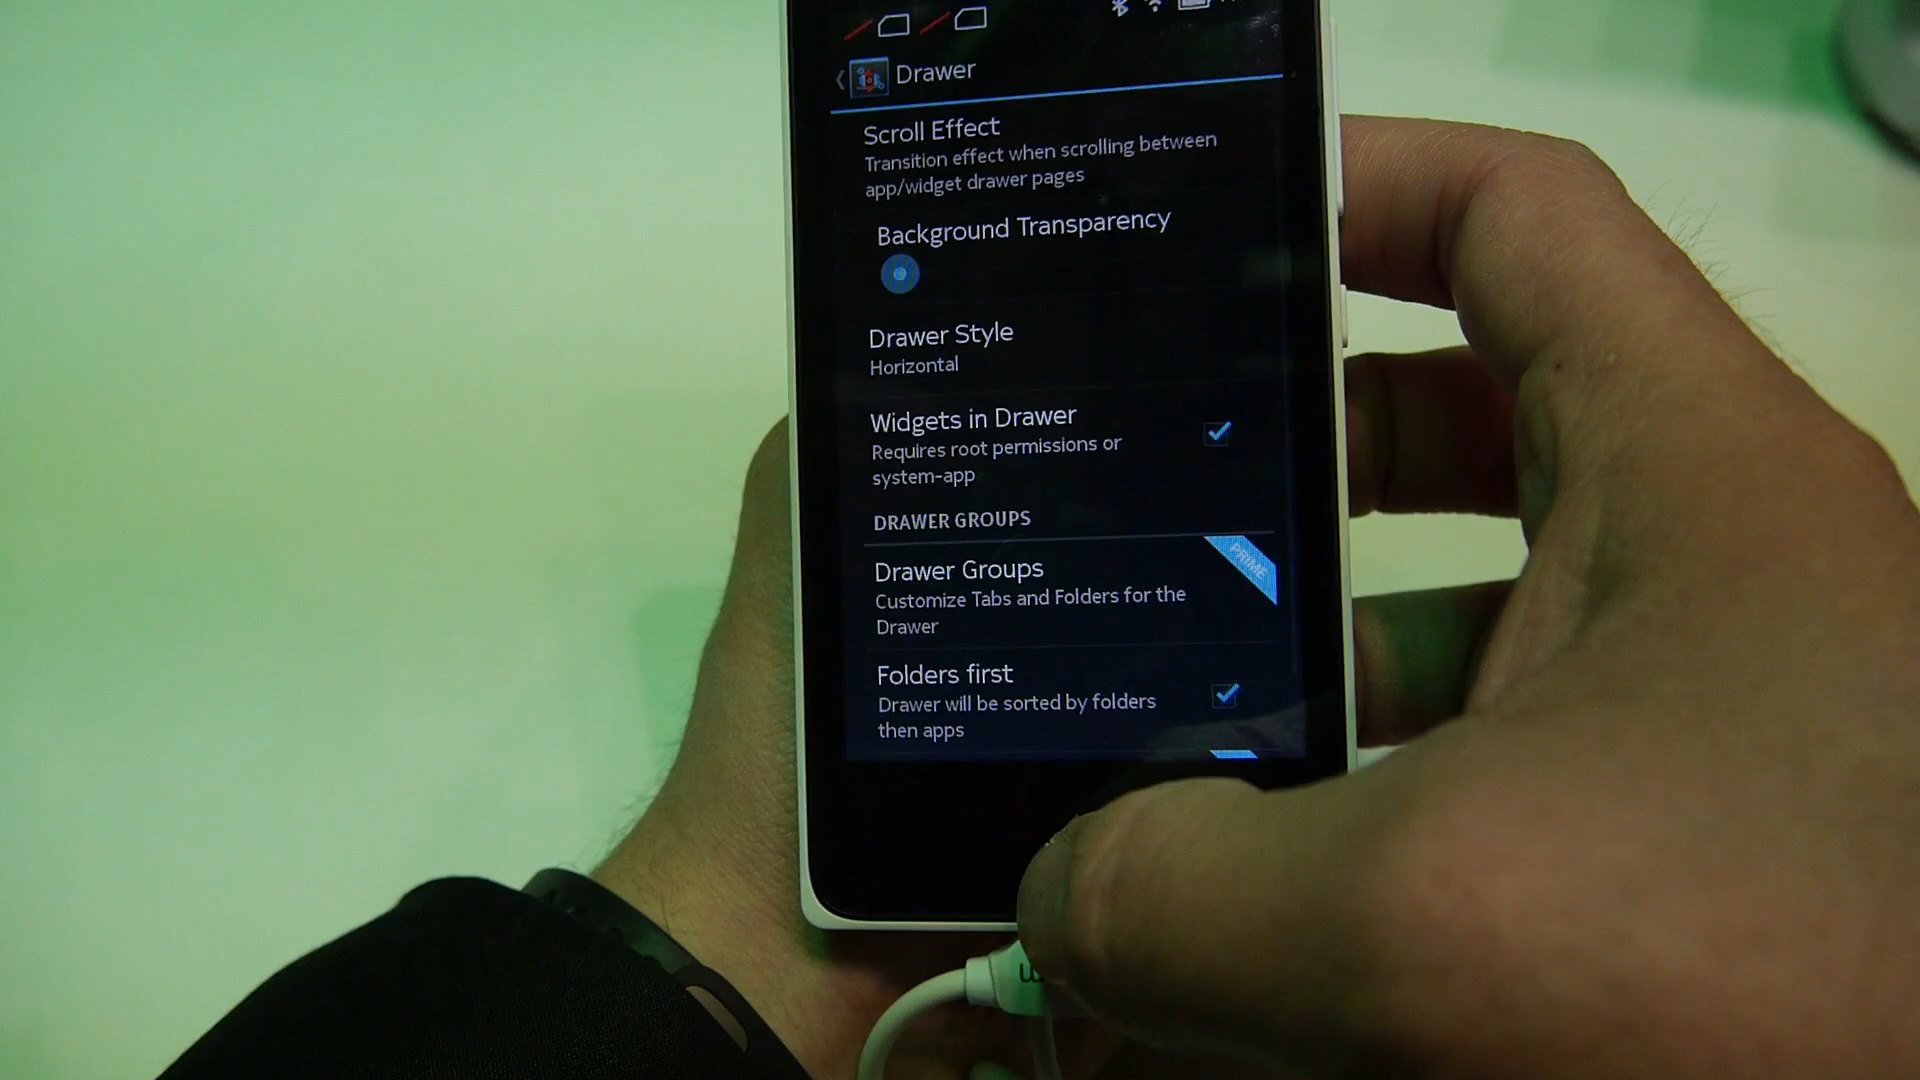 Drawer
Scroll Effect
Transition effect when scrolling between
app/widget drawer pages
Background Transparency
Drawer Style
Horizontal
Widgets in Drawer
Requires root permissions or
system-app
DRAWER GROUPS
Drawer Groups
PRIME
Customize Tabs and Folders for the
Drawer
Folders first
Drawer will be sorted by folders
then apps